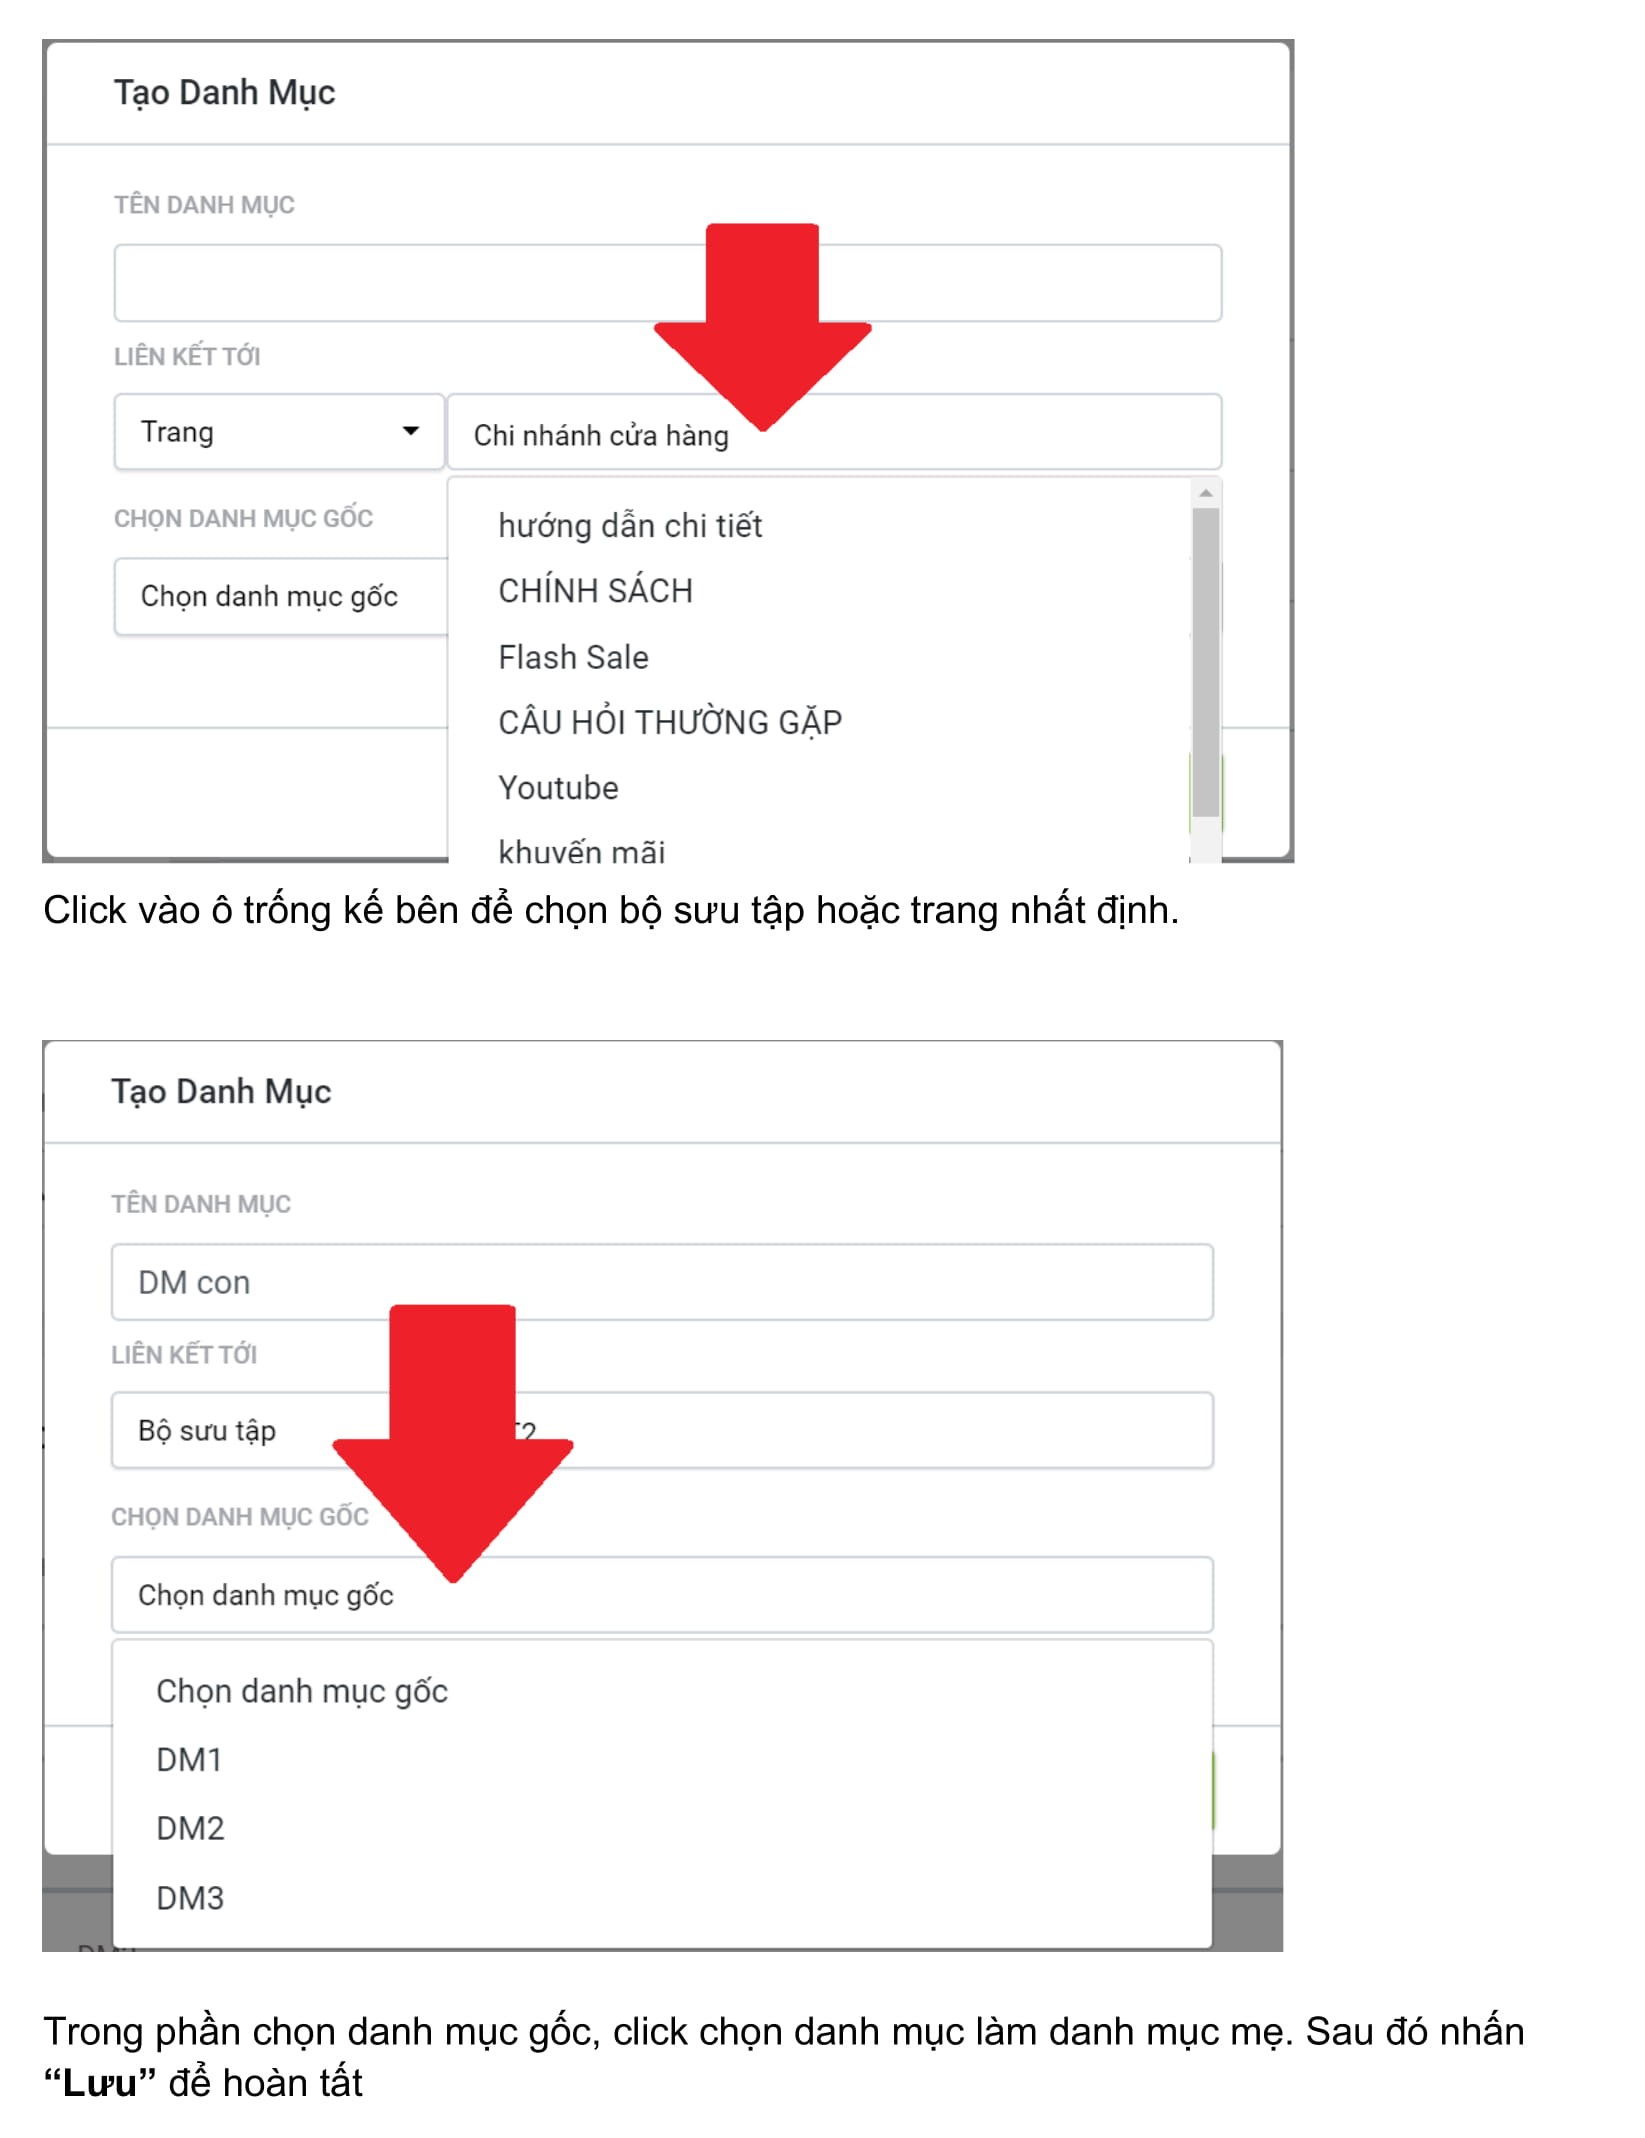 Tạo Danh Mục
TÊN DANH MỤC
LIÊN KẾT TỚI
Trang
Chi nhánh cửa hàng
CHỌN DANH MỤC GỐC
Chọn danh mục gốc
hướng dẫn chi tiết
CHÍNH SÁCH
Flash Sale
CÂU HỎI THƯỜNG GẶP
Youtube
khuyến mãi
Click vào ô trống kế bên để chọn bộ sưu tập hoặc trang nhất định.
Tạo Danh Mục
TÊN DANH MỤC
DM con
LIÊN KẾT TỚI
Bộ sưu tập
CHỌN DANH MỤC GỐC
Chọn danh mục gốc
Chọn danh mục gốc
DM1
DM2
DM3
Trong phần chọn danh mục gốc, click chọn danh mục làm danh mục mẹ. Sau đó nhấn
“Lưu” để hoàn tất